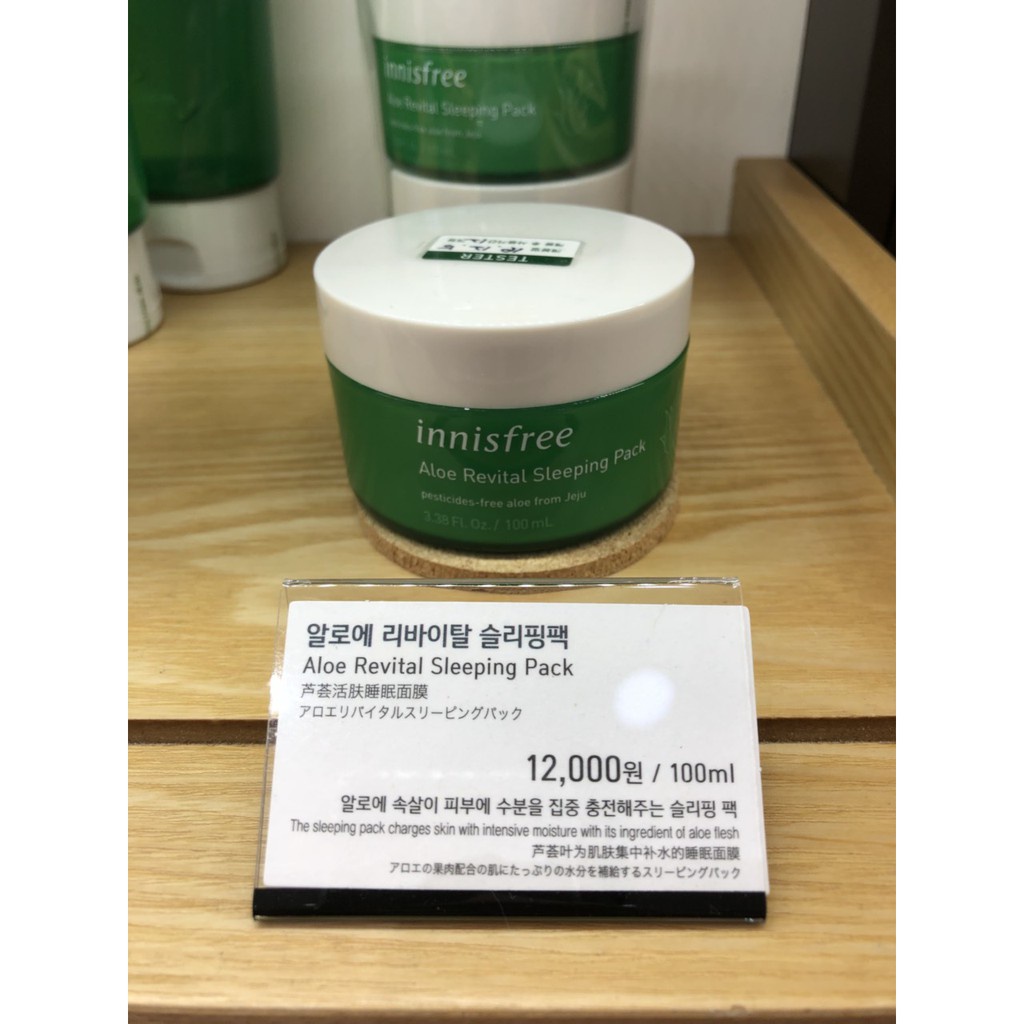 innisfree
Aloe Revital Sleeping Pack
TESTER
innisfree
Aloe Revital Sleeping Pack
pesticides-free aloe from Jeju
3.38 Fl. Oz. / 100 mL
알로에 리바이탈 슬리핑팩
Aloe Revital Sleeping Pack
芦荟活肤睡眠面膜
アロエリバイタルスリーピングパック
12,000원 / 100ml
알로에 속살이 피부에 수분을 집중 충전해주는 슬리핑 팩
The sleeping pack charges skin with intensive moisture with its ingredient of aloe flesh
芦荟叶为肌肤集中补水的睡眠面膜
アロエの果肉配合の肌にたっぷりの水分を補給するスリーピングパック